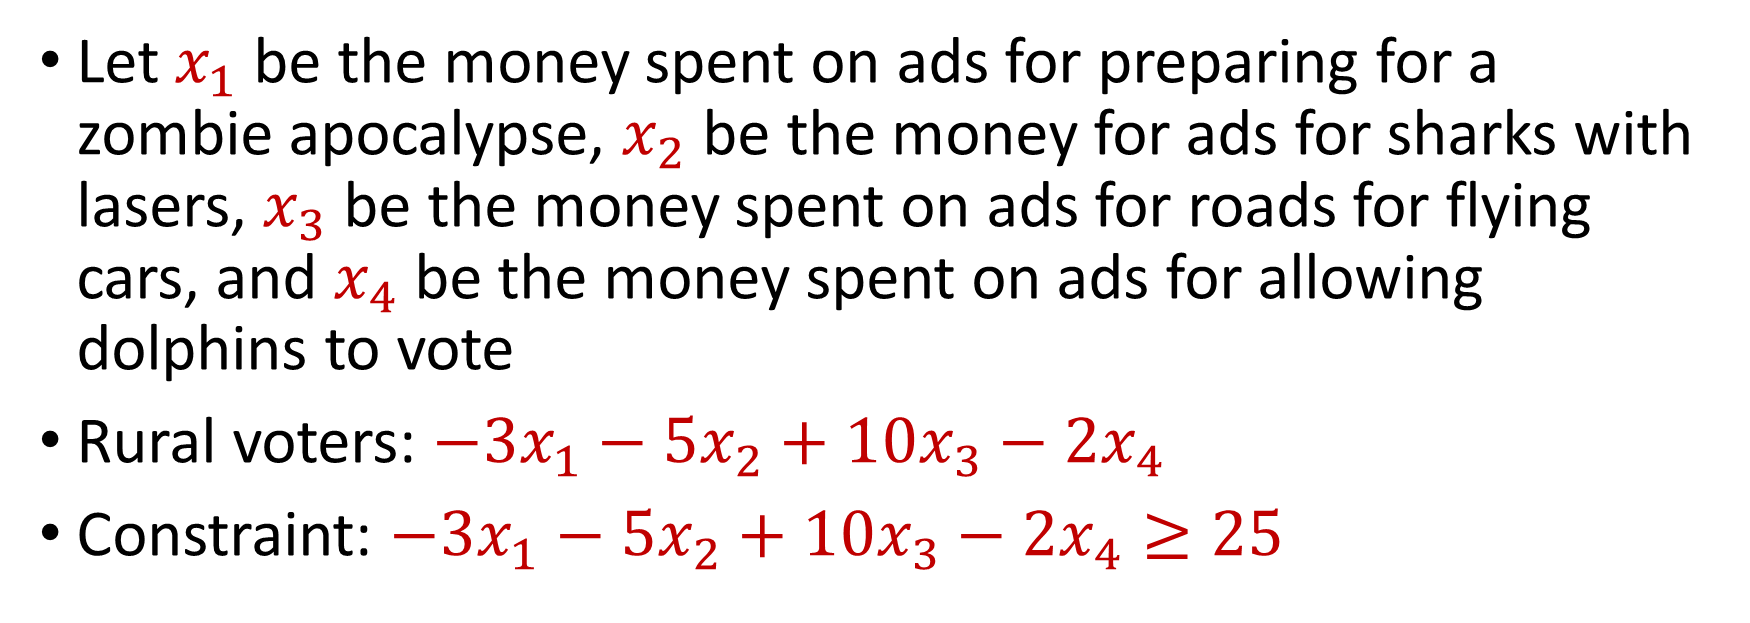 • Let x₁ be the money spent on ads for preparing for a
zombie apocalypse, x₂ be the money for ads for sharks with
lasers, x₃ be the money spent on ads for roads for flying
cars, and x₄ be the money spent on ads for allowing
dolphins to vote
• Rural voters: −3x₁ − 5x₂ + 10x₃ − 2x₄
• Constraint: −3x₁ − 5x₂ + 10x₃ − 2x₄ ≥ 25